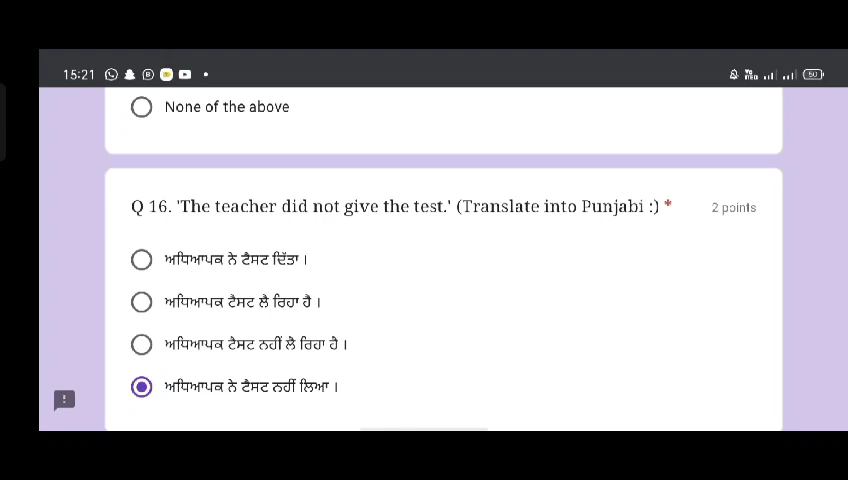 15:21
50
None of the above
Q 16. 'The teacher did not give the test.' (Translate into Punjabi :) * 2 points
ਅਧਿਆਪਕ ਨੇ ਟੈਸਟ ਦਿੱਤਾ ।
ਅਧਿਆਪਕ ਟੈਸਟ ਲੈ ਰਿਹਾ ਹੈ ।
ਅਧਿਆਪਕ ਟੈਸਟ ਨਹੀਂ ਲੈ ਰਿਹਾ ਹੈ ।
ਅਧਿਆਪਕ ਨੇ ਟੈਸਟ ਨਹੀਂ ਲਿਆ ।